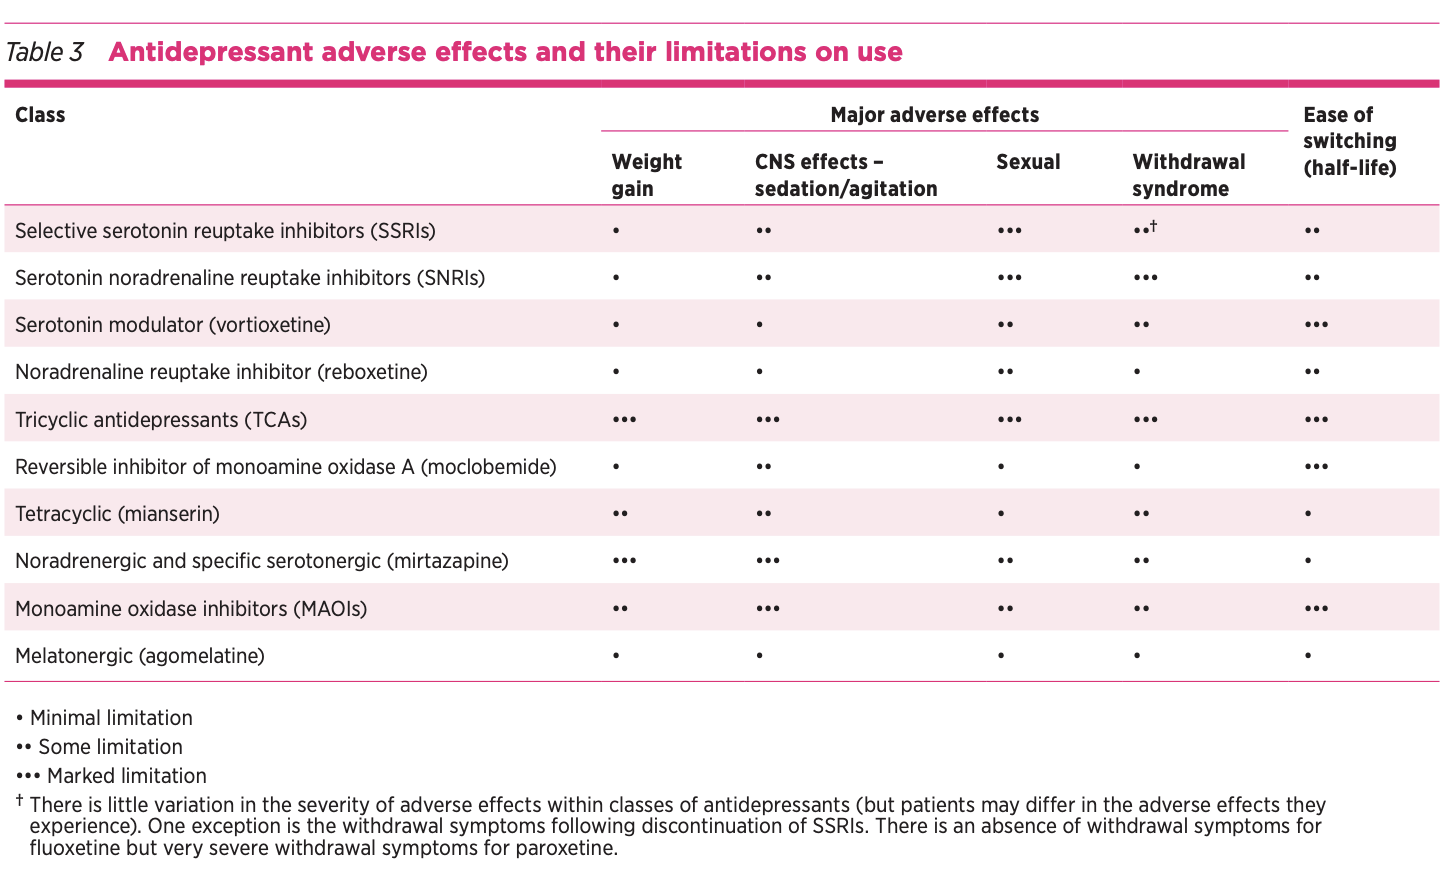 Table 3 Antidepressant adverse effects and their limitations on use
Class Major adverse effects Ease of switching (half-life)
Weight gain CNS effects – sedation/agitation Sexual Withdrawal syndrome
Selective serotonin reuptake inhibitors (SSRIs) • •• ••• ••† ••
Serotonin noradrenaline reuptake inhibitors (SNRIs) • •• ••• ••• ••
Serotonin modulator (vortioxetine) • • •• •• •••
Noradrenaline reuptake inhibitor (reboxetine) • • •• • ••
Tricyclic antidepressants (TCAs) ••• ••• ••• ••• •••
Reversible inhibitor of monoamine oxidase A (moclobemide) • •• • • •••
Tetracyclic (mianserin) •• •• • •• •
Noradrenergic and specific serotonergic (mirtazapine) ••• ••• •• •• •
Monoamine oxidase inhibitors (MAOIs) •• ••• •• •• •••
Melatonergic (agomelatine) • • • • •
• Minimal limitation
•• Some limitation
••• Marked limitation
† There is little variation in the severity of adverse effects within classes of antidepressants (but patients may differ in the adverse effects they
experience). One exception is the withdrawal symptoms following discontinuation of SSRIs. There is an absence of withdrawal symptoms for
fluoxetine but very severe withdrawal symptoms for paroxetine.